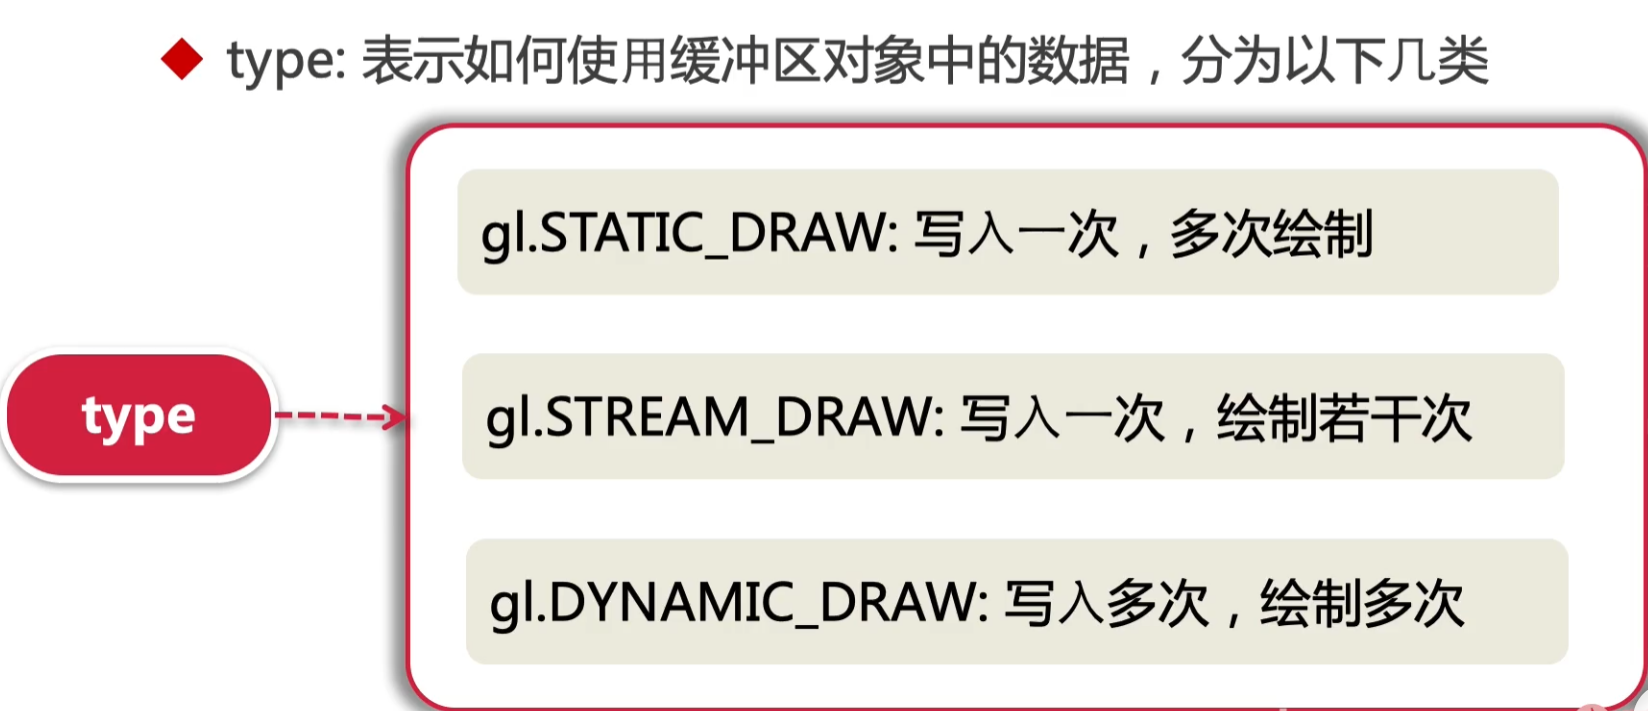 type: 表示如何使用缓冲区对象中的数据，分为以下几类
gl.STATIC_DRAW: 写入一次，多次绘制
type
gl.STREAM_DRAW: 写入一次，绘制若干次
gl.DYNAMIC_DRAW: 写入多次，绘制多次